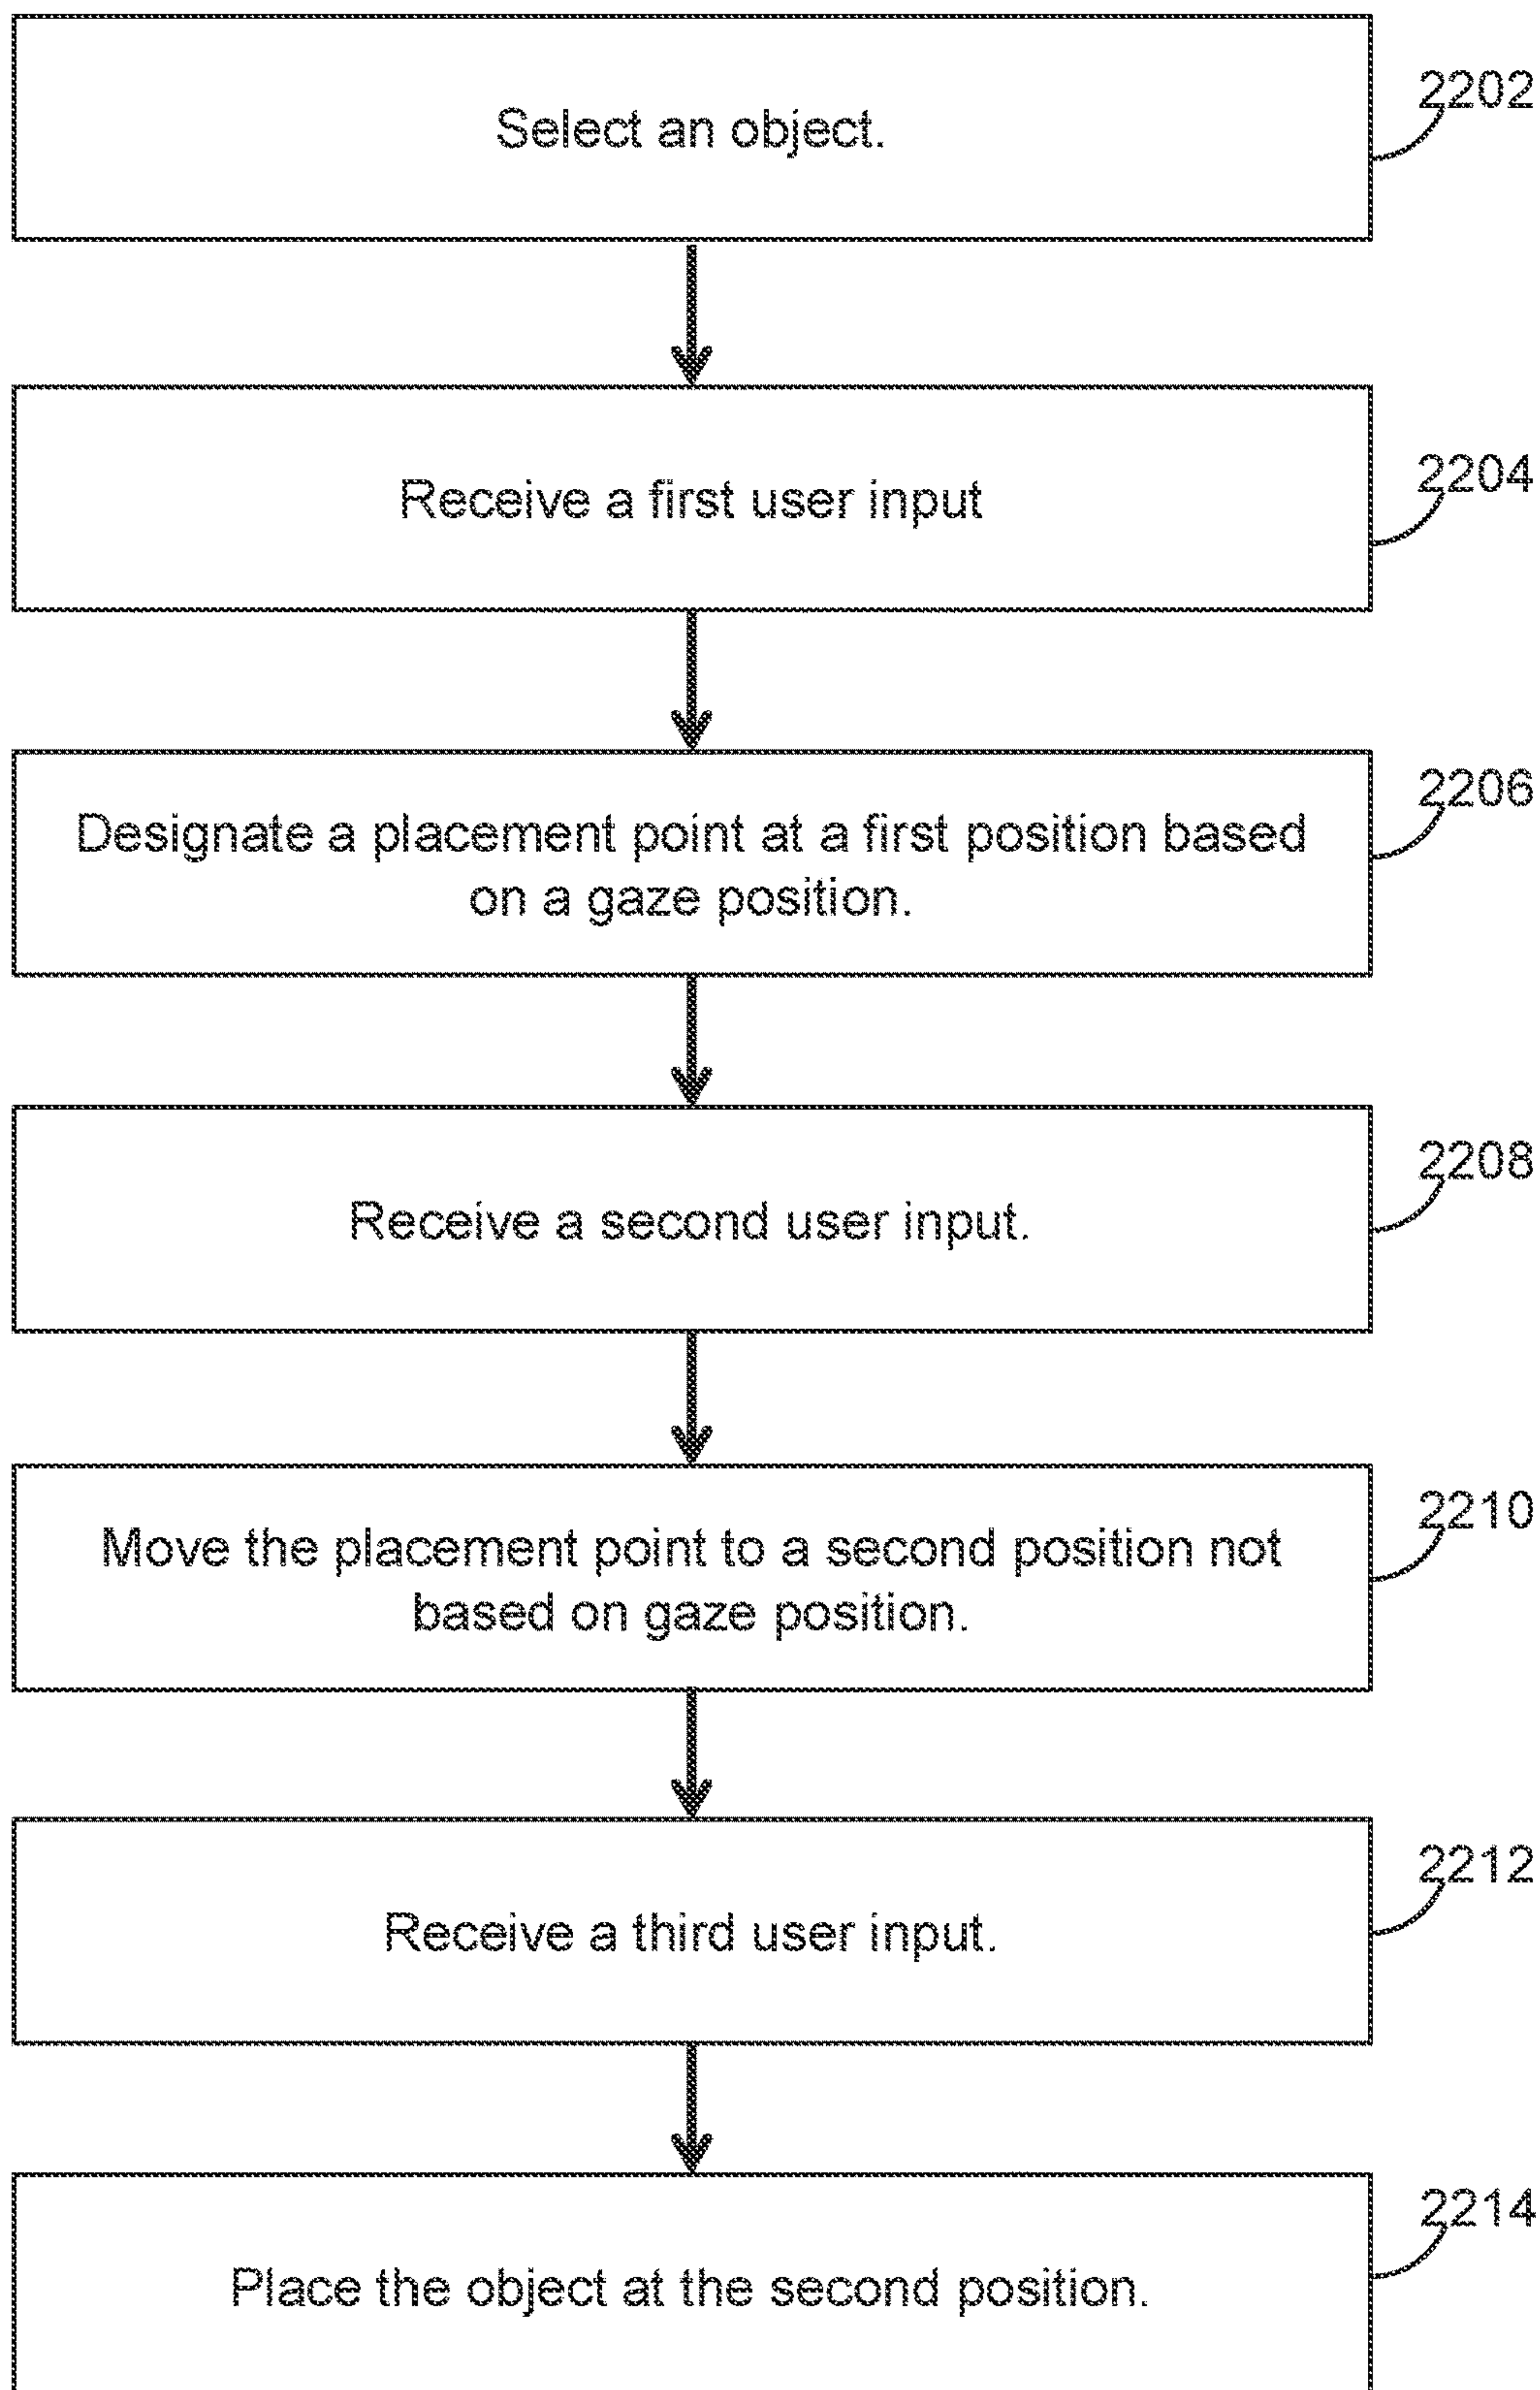 Select an object.
2202
Receive a first user input
2204
Designate a placement point at a first position based
on a gaze position.
2206
Receive a second user input.
2208
Move the placement point to a second position not
based on gaze position.
2210
Receive a third user input.
2212
Place the object at the second position.
2214